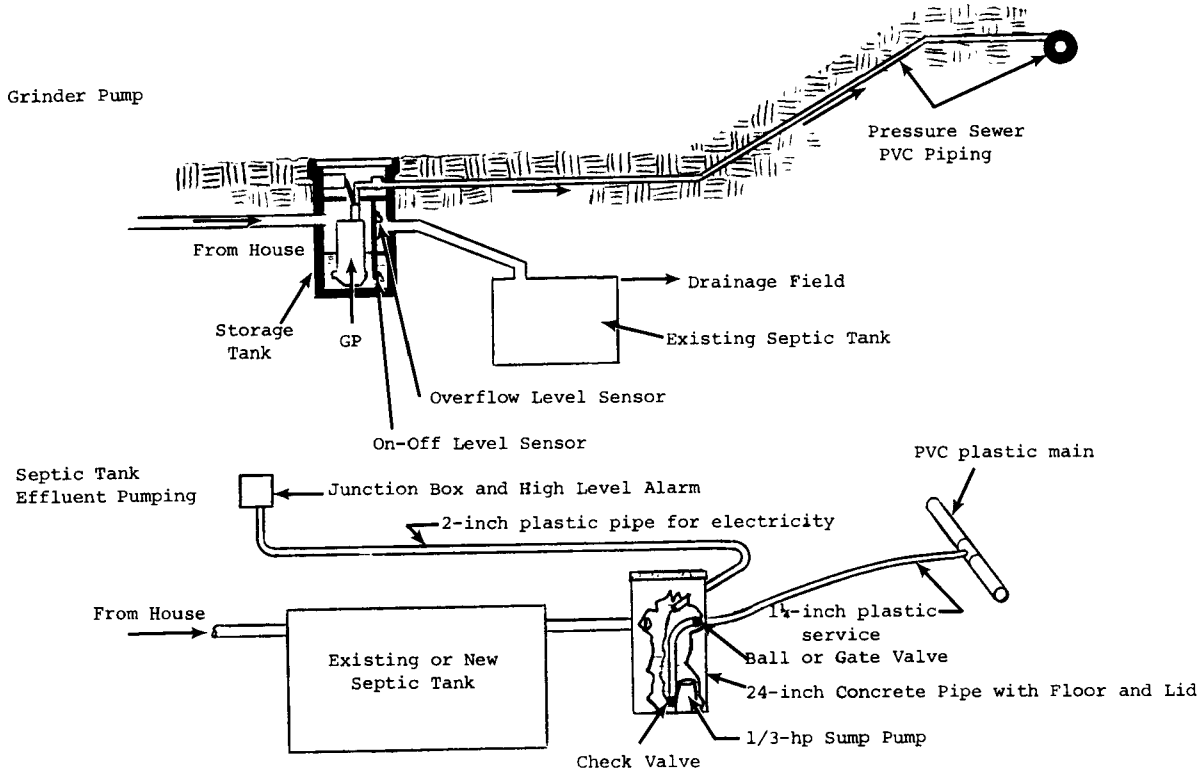 Grinder Pump
Pressure Sewer
PVC Piping
From House
Drainage Field
Storage
Tank
GP
Existing Septic Tank
Overflow Level Sensor
On-Off Level Sensor
Septic Tank
Effluent Pumping
Junction Box and High Level Alarm
PVC plastic main
2-inch plastic pipe for electricity
From House
1¼-inch plastic
service
Ball or Gate Valve
Existing or New
Septic Tank
24-inch Concrete Pipe with Floor and Lid
1/3-hp Sump Pump
Check Valve